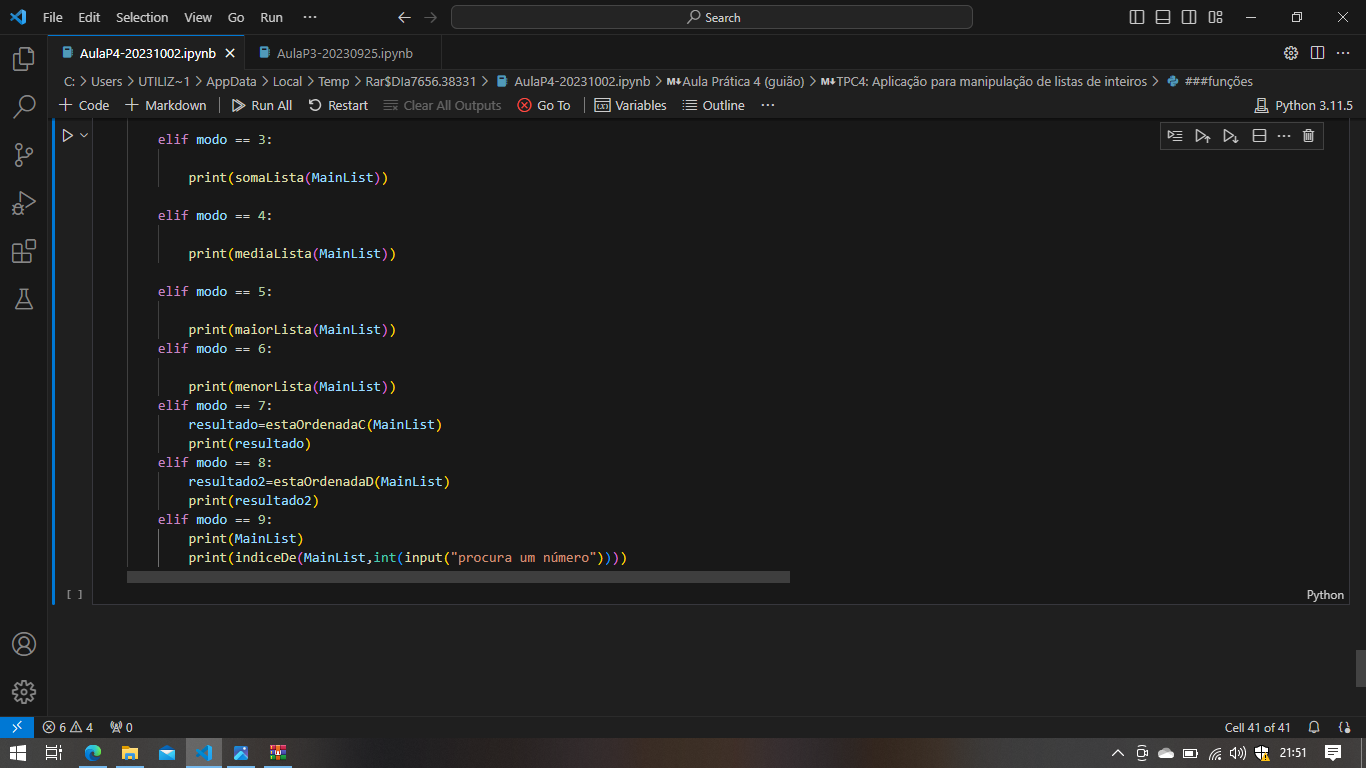 File Edit Selection View Go Run ··· Search
AulaP4-20231002.ipynb AulaP3-20230925.ipynb
C: > Users > UTILIZ~1 > AppData > Local > Temp > Rar$DIa7656.38331 > AulaP4-20231002.ipynb > M↓Aula Prática 4 (guião) > M↓TPC4: Aplicação para manipulação de listas de inteiros > ###funções
+ Code + Markdown Run All Restart Clear All Outputs Go To Variables Outline ··· Python 3.11.5
elif modo == 3:
print(somaLista(MainList))
elif modo == 4:
print(mediaLista(MainList))
elif modo == 5:
print(maiorLista(MainList))
elif modo == 6:
print(menorLista(MainList))
elif modo == 7:
resultado=estaOrdenadaC(MainList)
print(resultado)
elif modo == 8:
resultado2=estaOrdenadaD(MainList)
print(resultado2)
elif modo == 9:
print(MainList)
print(indiceDe(MainList,int(input("procura um número"))))
[ ] Python
6 4 0 Cell 41 of 41
21:51